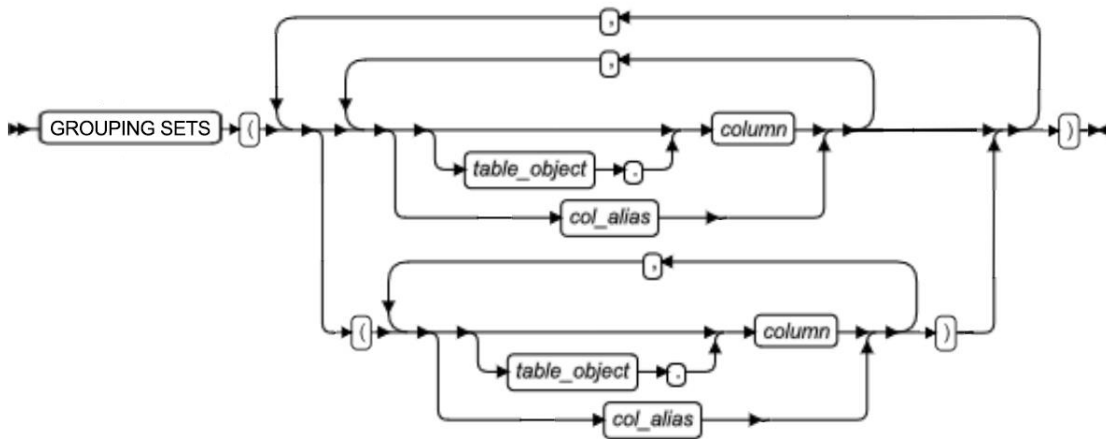 ,
,
GROUPING SETS ( column )
table_object .
col_alias
,
( column )
table_object .
col_alias